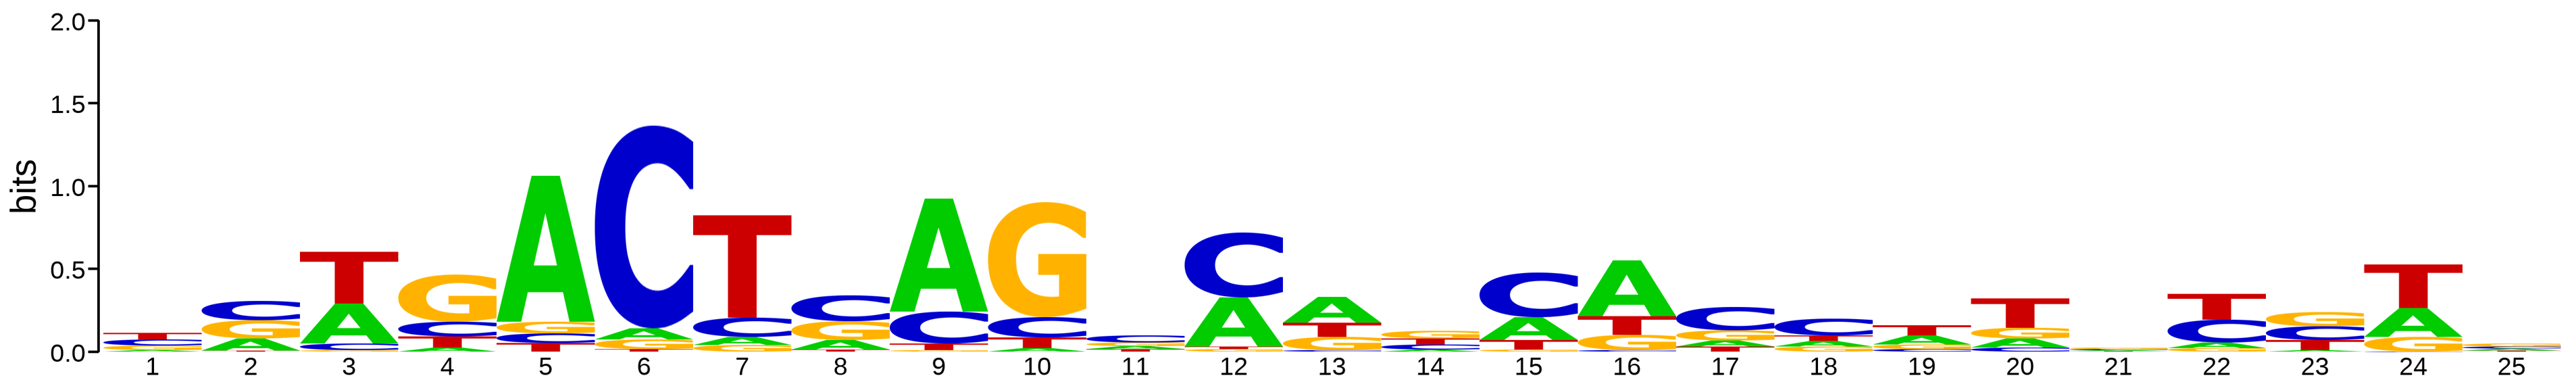 2.0
1.5
1.0
0.5
0.0
bits
T C G A
C G A T
T A C G
G C T A
A G C T
C A G T
T C A G
C G A T
A C T G
G C T A
C G A T
C A T G
A T G C
G T C A
C A T G
A T G C
C G A T
C T A G
T A G C
T G A C
T C A G
G C T A
T A G C
1 2 3 4 5 6 7 8 9 10 11 12 13 14 15 16 17 18 19 20 21 22 23 24 25